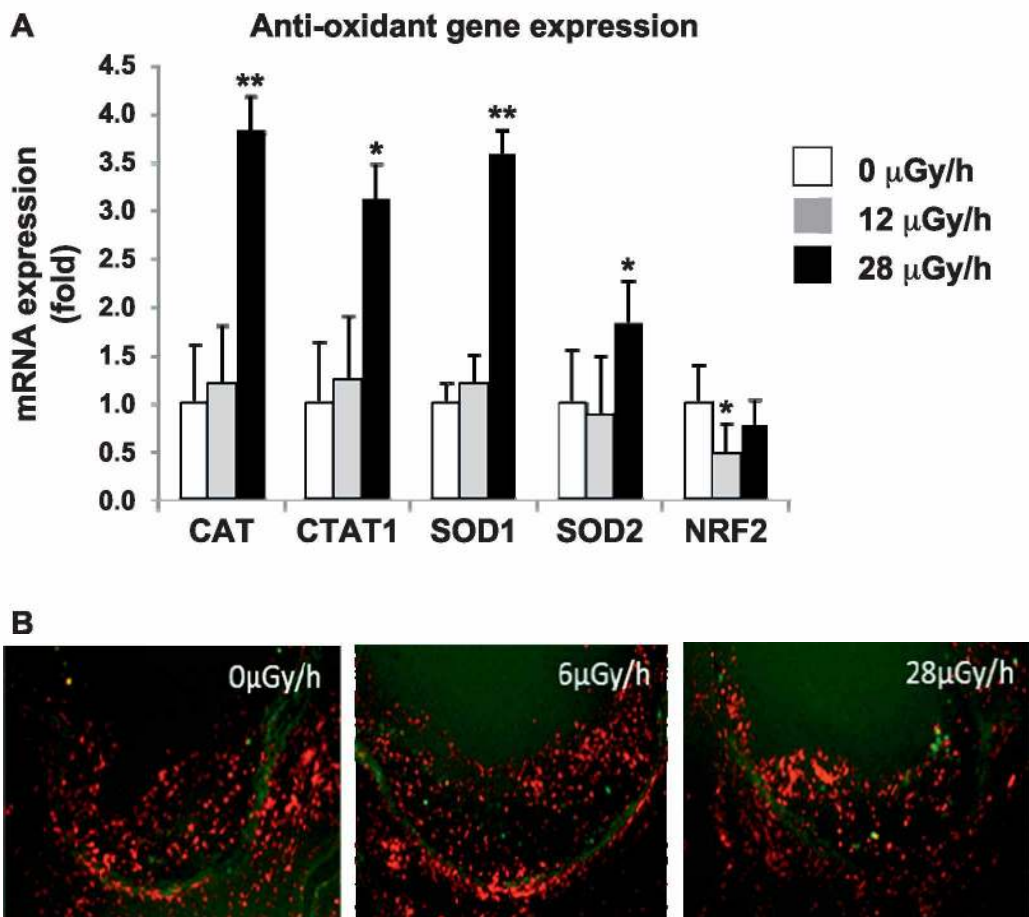 A
Anti-oxidant gene expression
mRNA expression
(fold)
4.5
4.0
3.5
3.0
2.5
2.0
1.5
1.0
0.5
0.0
**
*
**
*
*
CAT
CTAT1
SOD1
SOD2
NRF2
0 μGy/h
12 μGy/h
28 μGy/h
B
0μGy/h
6μGy/h
28μGy/h